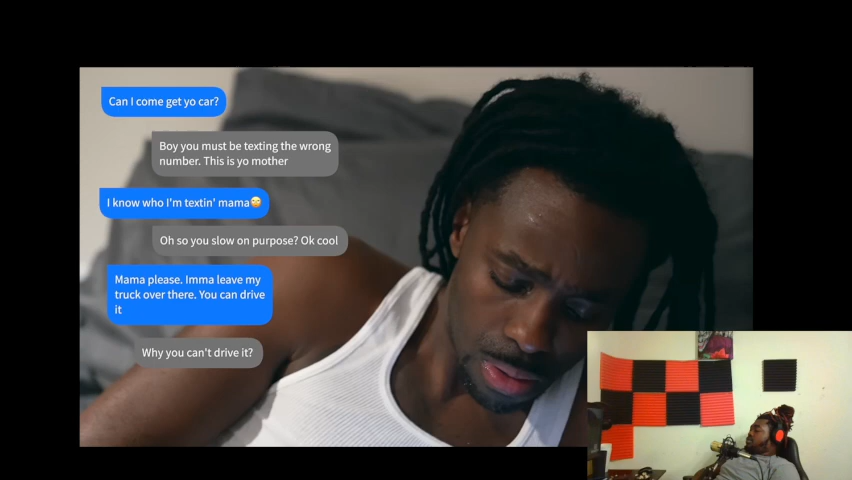 Can I come get yo car?
Boy you must be texting the wrong
number. This is yo mother
I know who I'm textin' mama🙄
Oh so you slow on purpose? Ok cool
Mama please. Imma leave my
truck over there. You can drive
it
Why you can't drive it?